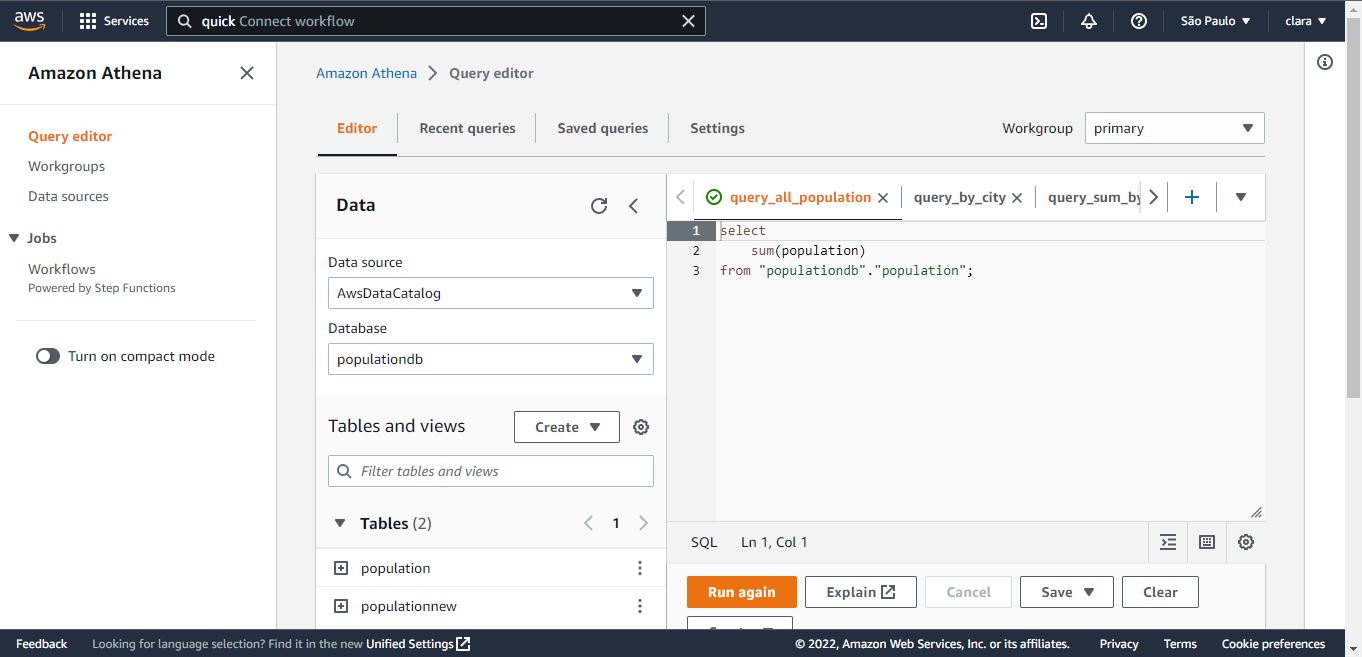 aws
Services
quick Connect workflow
São Paulo
clara
Amazon Athena
Query editor
Workgroups
Data sources
Jobs
Workflows
Powered by Step Functions
Turn on compact mode
Amazon Athena
Query editor
Editor
Recent queries
Saved queries
Settings
Workgroup
primary
Data
Data source
AwsDataCatalog
Database
populationdb
Tables and views
Create
Filter tables and views
Tables (2)
1
population
populationnew
query_all_population
query_by_city
query_sum_by
1 select
2 sum(population)
3 from "populationdb"."population";
SQL
Ln 1, Col 1
Run again
Explain
Cancel
Save
Clear
Feedback
Looking for language selection? Find it in the new Unified Settings
© 2022, Amazon Web Services, Inc. or its affiliates.
Privacy
Terms
Cookie preferences